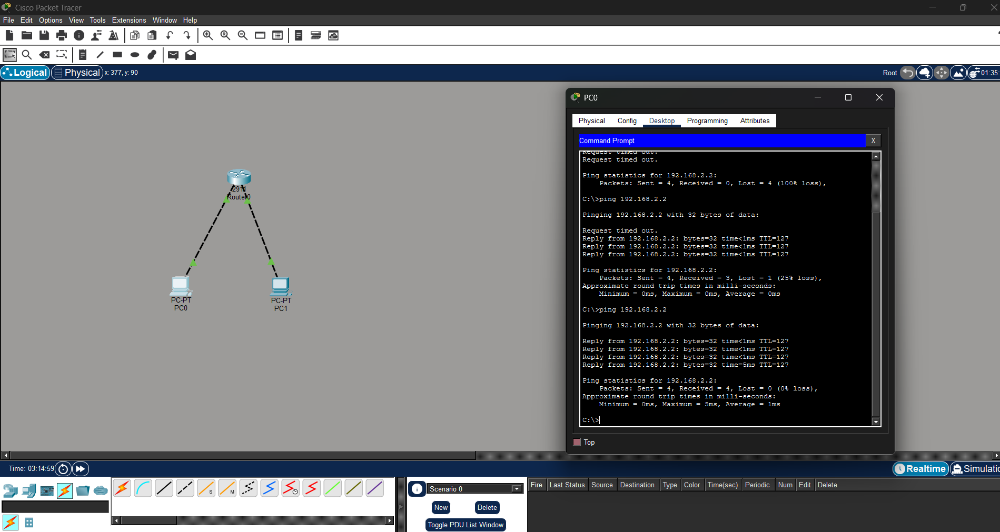 Cisco Packet Tracer
File Edit Options View Tools Extensions Window Help
Logical Physical x: 377, y: 90
Root 01:35:
2911
Router0
PC-PT
PC0
PC-PT
PC1
PC0
Physical Config Desktop Programming Attributes
Command Prompt X
Request timed out.
Request timed out.
Ping statistics for 192.168.2.2:
Packets: Sent = 4, Received = 0, Lost = 4 (100% loss),
C:\>ping 192.168.2.2
Pinging 192.168.2.2 with 32 bytes of data:
Request timed out.
Reply from 192.168.2.2: bytes=32 time<1ms TTL=127
Reply from 192.168.2.2: bytes=32 time<1ms TTL=127
Reply from 192.168.2.2: bytes=32 time<1ms TTL=127
Ping statistics for 192.168.2.2:
Packets: Sent = 4, Received = 3, Lost = 1 (25% loss),
Approximate round trip times in milli-seconds:
Minimum = 0ms, Maximum = 0ms, Average = 0ms
C:\>ping 192.168.2.2
Pinging 192.168.2.2 with 32 bytes of data:
Reply from 192.168.2.2: bytes=32 time<1ms TTL=127
Reply from 192.168.2.2: bytes=32 time<1ms TTL=127
Reply from 192.168.2.2: bytes=32 time<1ms TTL=127
Reply from 192.168.2.2: bytes=32 time=5ms TTL=127
Ping statistics for 192.168.2.2:
Packets: Sent = 4, Received = 4, Lost = 0 (0% loss),
Approximate round trip times in milli-seconds:
Minimum = 0ms, Maximum = 5ms, Average = 1ms
C:\>
Top
Time: 03:14:59 Realtime Simulatio
S M
Scenario 0
New Delete
Toggle PDU List Window
Fire Last Status Source Destination Type Color Time(sec) Periodic Num Edit Delete